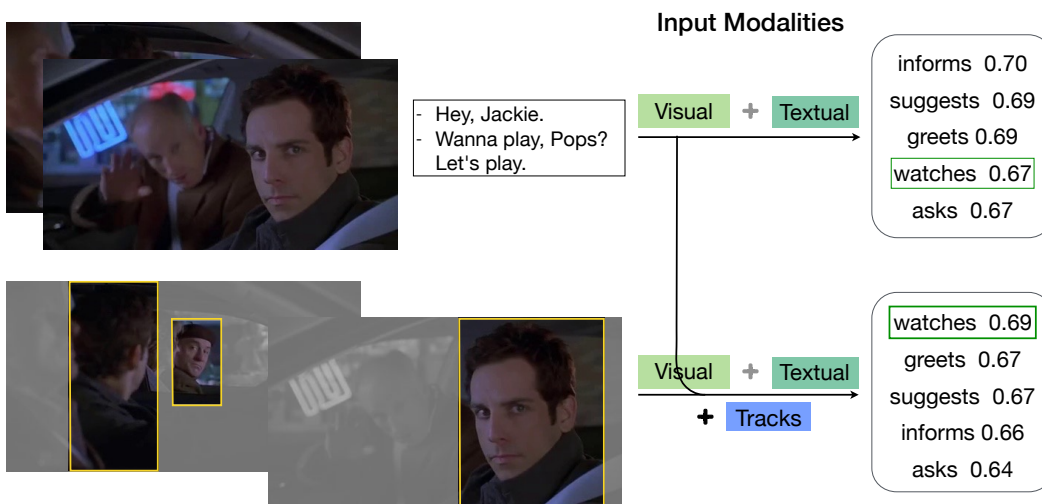 Input Modalities
- Hey, Jackie.
- Wanna play, Pops?
Let's play.
Visual + Textual
informs 0.70
suggests 0.69
greets 0.69
watches 0.67
asks 0.67
Visual + Textual
+ Tracks
watches 0.69
greets 0.67
suggests 0.67
informs 0.66
asks 0.64